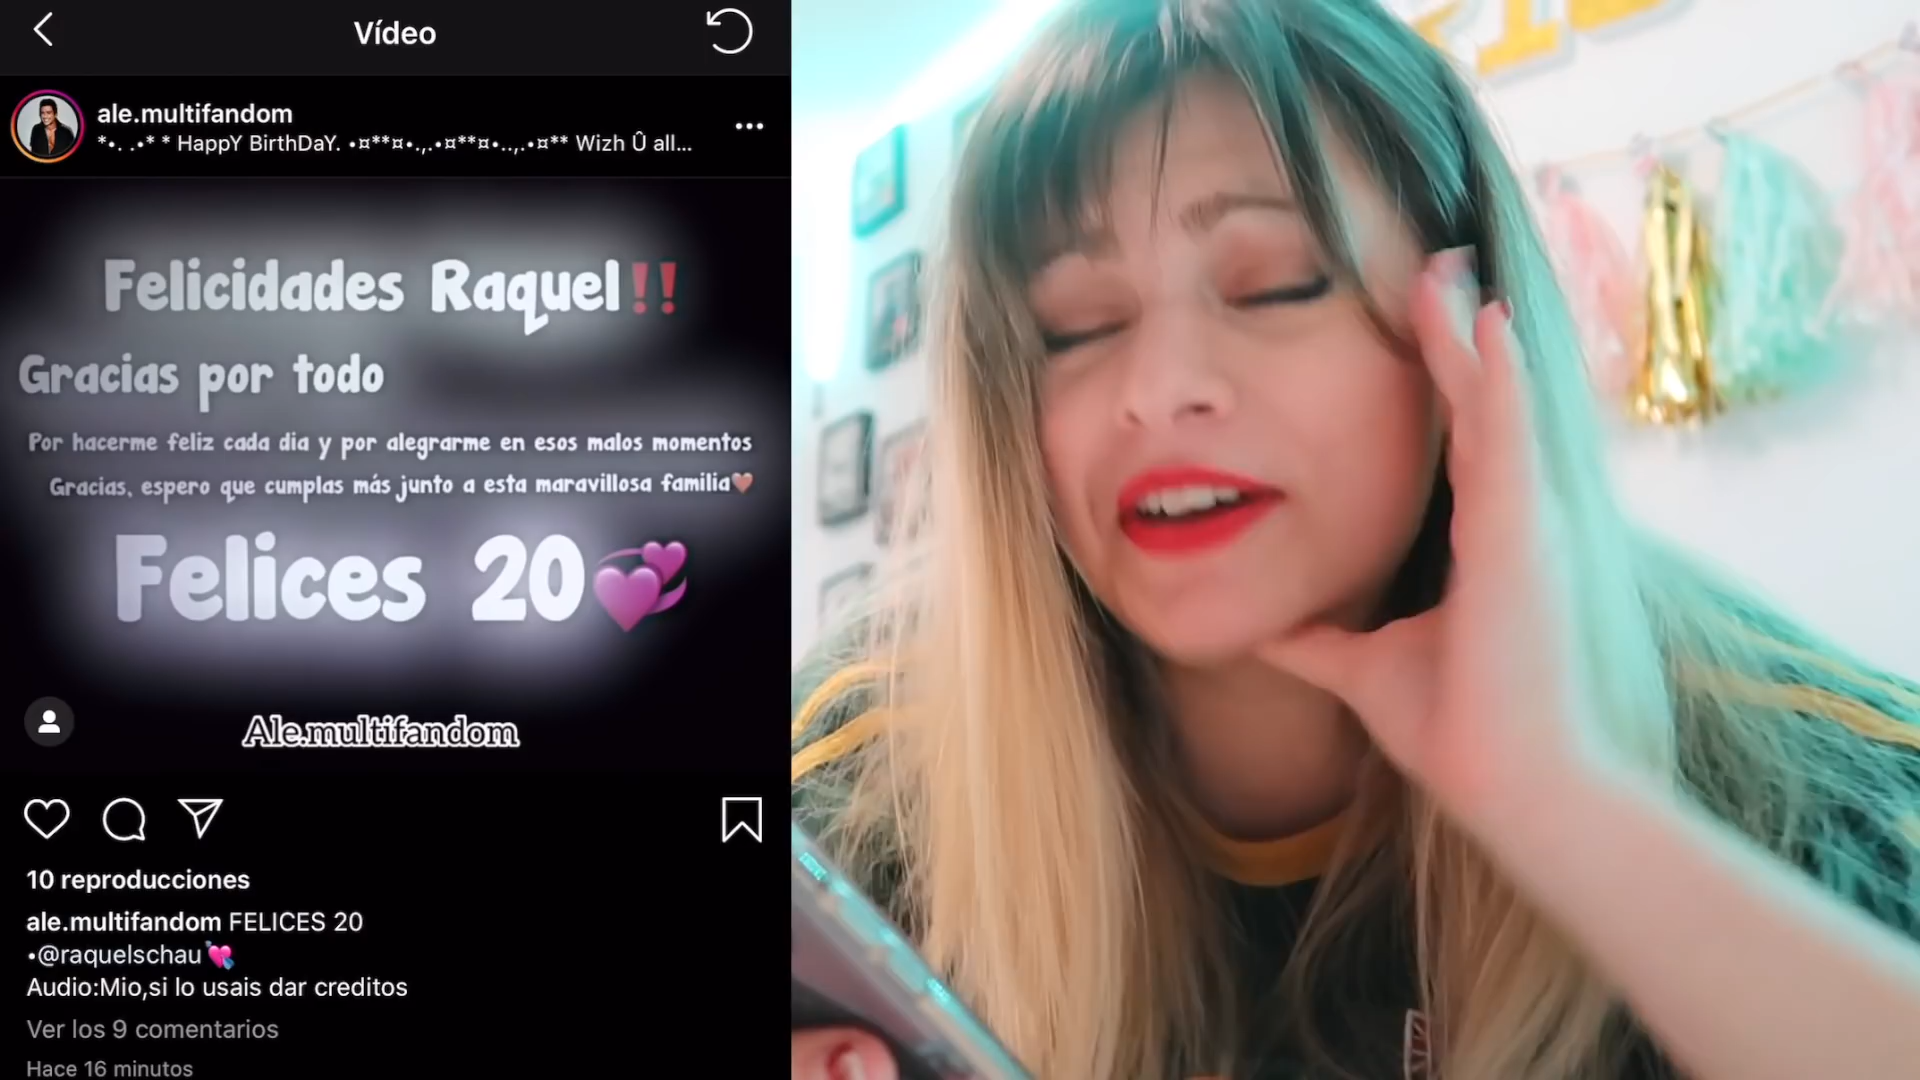 Vídeo
ale.multifandom
*•. .•* * HappY BirthDaY. •¤**¤•.,.•¤**¤•..,.•¤** Wizh Û all...
Felicidades Raquel‼️
Gracias por todo
Por hacerme feliz cada dia y por alegrarme en esos malos momentos
Gracias, espero que cumplas más junto a esta maravillosa familia🤎
Felices 20💞
Ale.multifandom
10 reproducciones
ale.multifandom FELICES 20
•@raquelschau💘
Audio:Mio,si lo usais dar creditos
Ver los 9 comentarios
Hace 16 minutos